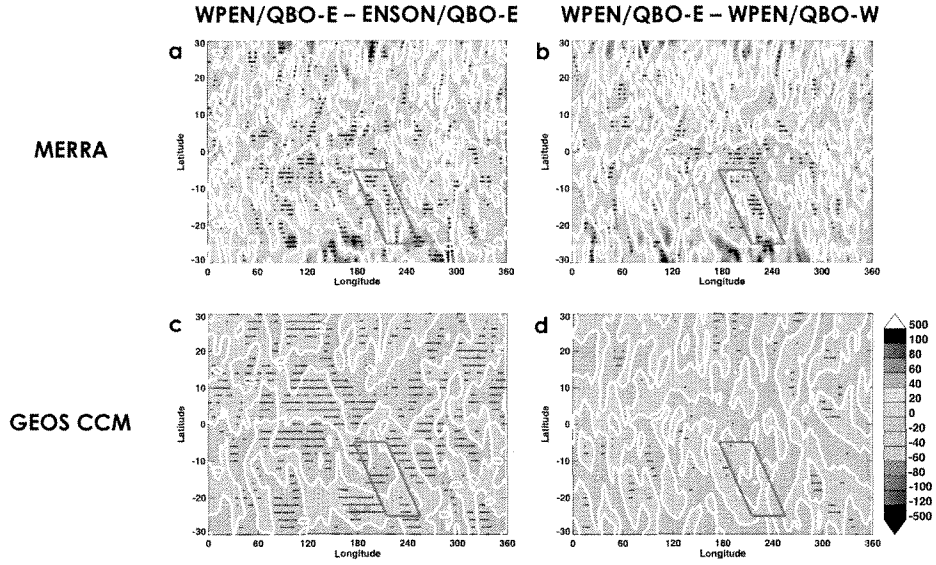 WPEN/QBO-E – ENSON/QBO-E
WPEN/QBO-E – WPEN/QBO-W
MERRA
a
30
20
10
0
-10
-20
-30
Latitude
0 60 120 180 240 300 360
Longitude
b
30
20
10
0
-10
-20
-30
Latitude
0 60 120 180 240 300 360
Longitude
GEOS CCM
c
30
20
10
0
-10
-20
-30
Latitude
0 60 120 180 240 300 360
Longitude
d
30
20
10
0
-10
-20
-30
Latitude
0 60 120 180 240 300 360
Longitude
500
100
80
60
40
20
0
-20
-40
-60
-80
-100
-120
-500